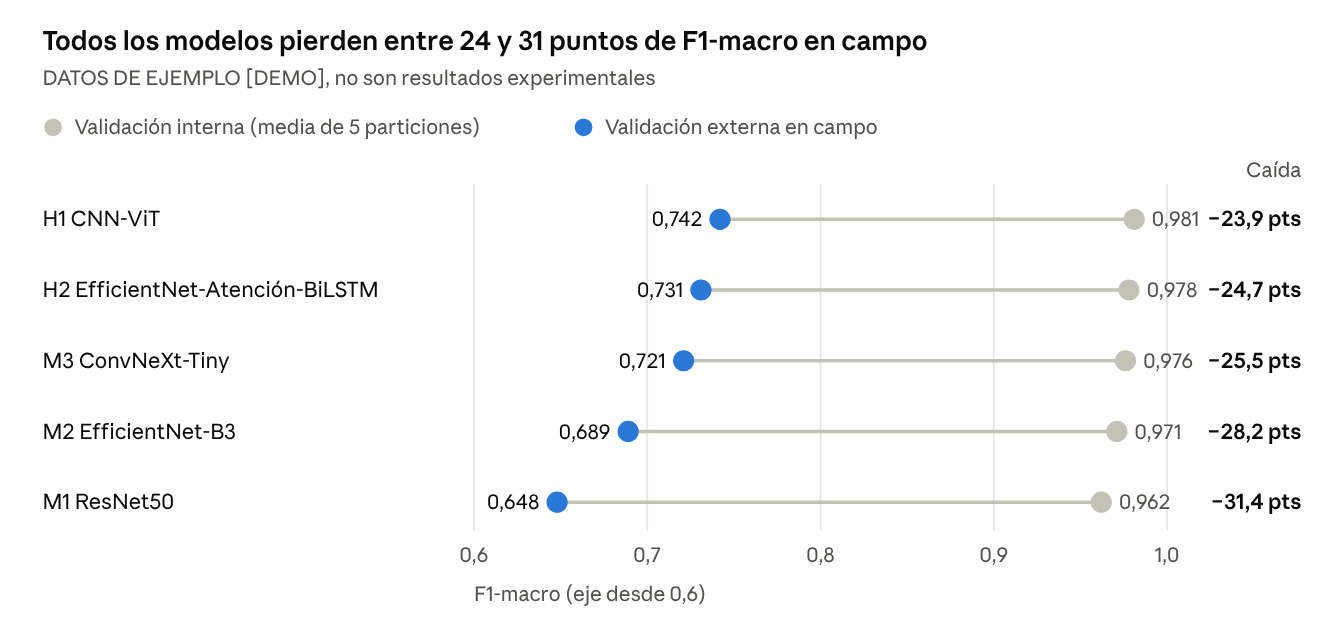 Todos los modelos pierden entre 24 y 31 puntos de F1-macro en campo
DATOS DE EJEMPLO [DEMO], no son resultados experimentales
Validación interna (media de 5 particiones) Validación externa en campo
Caída
H1 CNN-ViT 0,742 0,981 −23,9 pts
H2 EfficientNet-Atención-BiLSTM 0,731 0,978 −24,7 pts
M3 ConvNeXt-Tiny 0,721 0,976 −25,5 pts
M2 EfficientNet-B3 0,689 0,971 −28,2 pts
M1 ResNet50 0,648 0,962 −31,4 pts
0,6 0,7 0,8 0,9 1,0
F1-macro (eje desde 0,6)